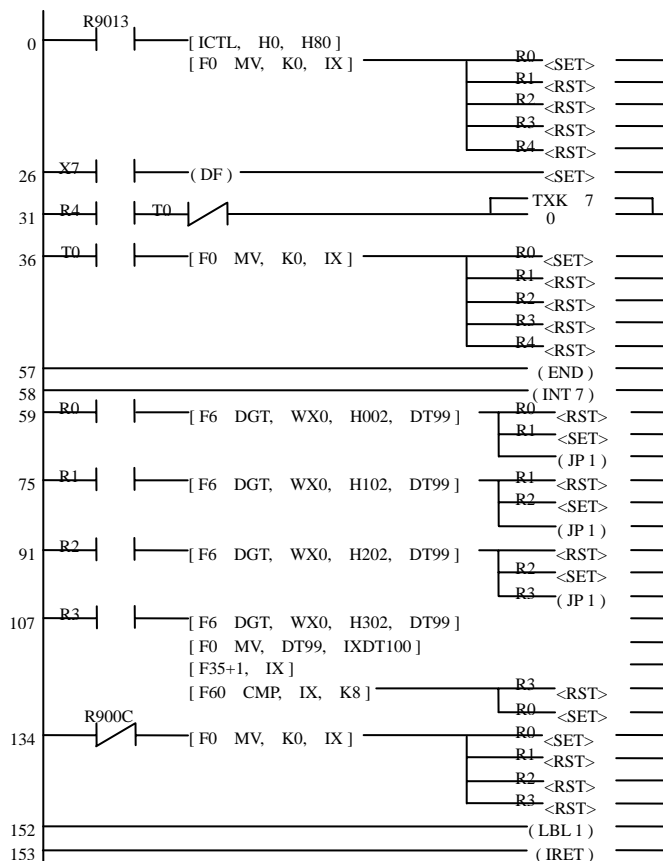 R9013
0 [ ICTL, H0, H80 ]
[ F0 MV, K0, IX ] R0 <SET>
R1 <RST>
R2 <RST>
R3 <RST>
R4 <RST>
26 X7 ( DF ) <SET>
31 R4 T0 TXK 7
0
36 T0 [ F0 MV, K0, IX ] R0 <SET>
R1 <RST>
R2 <RST>
R3 <RST>
R4 <RST>
57 ( END )
58 ( INT 7 )
59 R0 [ F6 DGT, WX0, H002, DT99 ] R0 <RST>
R1 <SET>
( JP 1 )
75 R1 [ F6 DGT, WX0, H102, DT99 ] R1 <RST>
R2 <SET>
( JP 1 )
91 R2 [ F6 DGT, WX0, H202, DT99 ] <RST>
R2 <SET>
R3 ( JP 1 )
107 R3 [ F6 DGT, WX0, H302, DT99 ]
[ F0 MV, DT99, IXDT100 ]
[ F35+1, IX ]
[ F60 CMP, IX, K8 ] R3 <RST>
R0 <SET>
R900C
134 [ F0 MV, K0, IX ] R0 <SET>
R1 <RST>
R2 <RST>
R3 <RST>
152 ( LBL 1 )
153 ( IRET )